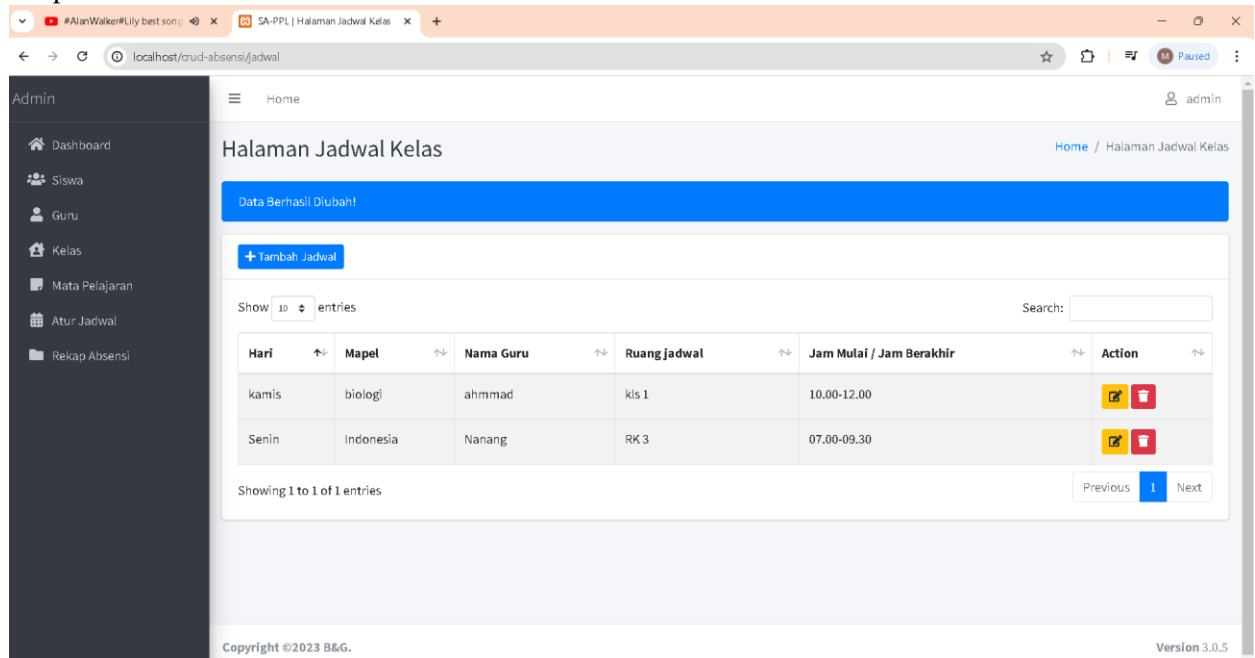 #AlanWalker#Lily best song
SA-PPL | Halaman Jadwal Kelas
localhost/crud-absensi/jadwal
M Paused
Admin
Home
admin
Dashboard
Siswa
Guru
Kelas
Mata Pelajaran
Atur Jadwal
Rekap Absensi
Halaman Jadwal Kelas
Home / Halaman Jadwal Kelas
Data Berhasil Diubah!
+ Tambah Jadwal
Show 10 entries
Search:
Hari Mapel Nama Guru Ruang jadwal Jam Mulai / Jam Berakhir Action
kamis biologi ahmmad kls 1 10.00-12.00
Senin Indonesia Nanang RK 3 07.00-09.30
Showing 1 to 1 of 1 entries
Previous 1 Next
Copyright ©2023 B&G.
Version 3.0.5